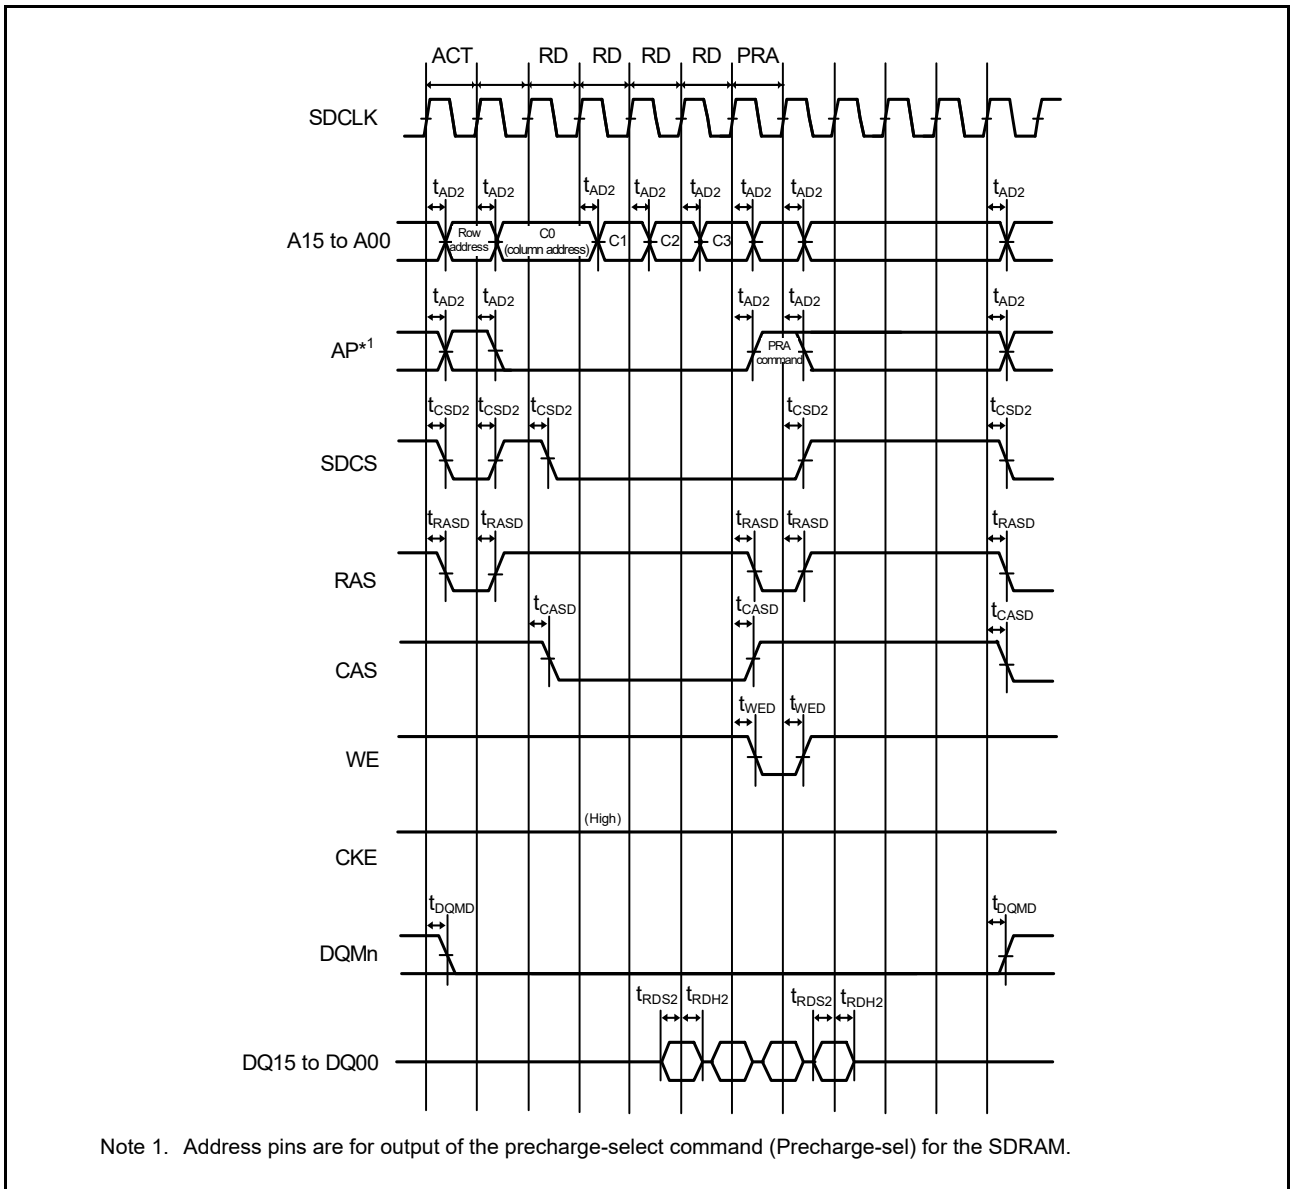 ACT RD RD RD RD PRA
SDCLK
tAD2 tAD2 tAD2 tAD2 tAD2 tAD2 tAD2 tAD2
A15 to A00
Row
address
C0
(column address)
C1 C2 C3
tAD2 tAD2 tAD2 tAD2 tAD2
AP*1
PRA
command
tCSD2 tCSD2 tCSD2 tCSD2 tCSD2
SDCS
tRASD tRASD tRASD tRASD tRASD
RAS
tCASD tCASD tCASD
CAS
tWED tWED
WE
(High)
CKE
tDQMD tDQMD
DQMn
tRDS2 tRDH2 tRDS2 tRDH2
DQ15 to DQ00
Note 1. Address pins are for output of the precharge-select command (Precharge-sel) for the SDRAM.